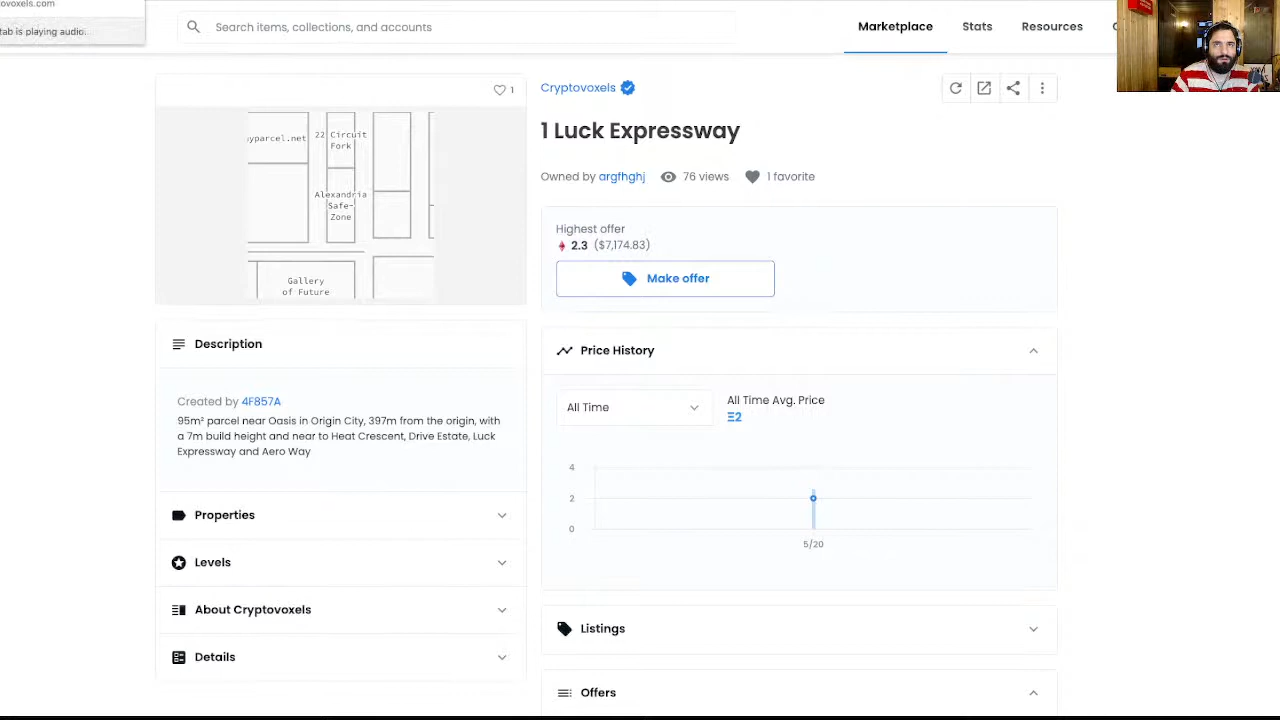 ovoxels.com
tab is playing audio.
Search items, collections, and accounts
Marketplace
Stats
Resources
1
Cryptovoxels
1 Luck Expressway
Owned by argfhghj
76 views
1 favorite
yparcel.net
22 Circuit
Fork
Alexandria
Safe-
Zone
Gallery
of Future
Highest offer
2.3 ($7,174.83)
Make offer
Description
Created by 4F857A
95m² parcel near Oasis in Origin City, 397m from the origin, with
a 7m build height and near to Heat Crescent, Drive Estate, Luck
Expressway and Aero Way
Properties
Levels
About Cryptovoxels
Details
Price History
All Time
All Time Avg. Price
Ξ2
4
2
0
5/20
Listings
Offers